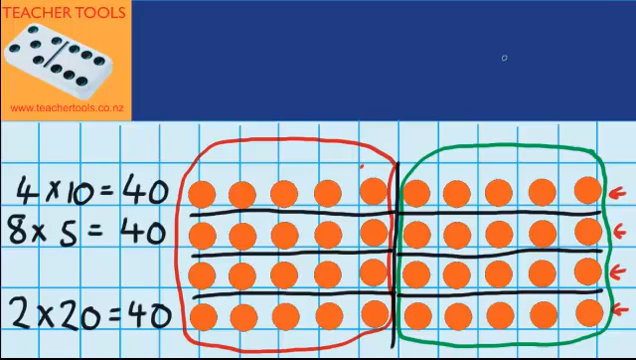 TEACHER TOOLS
www.teachertools.co.nz
4 × 10 = 40
8 × 5 = 40
2 × 20 = 40